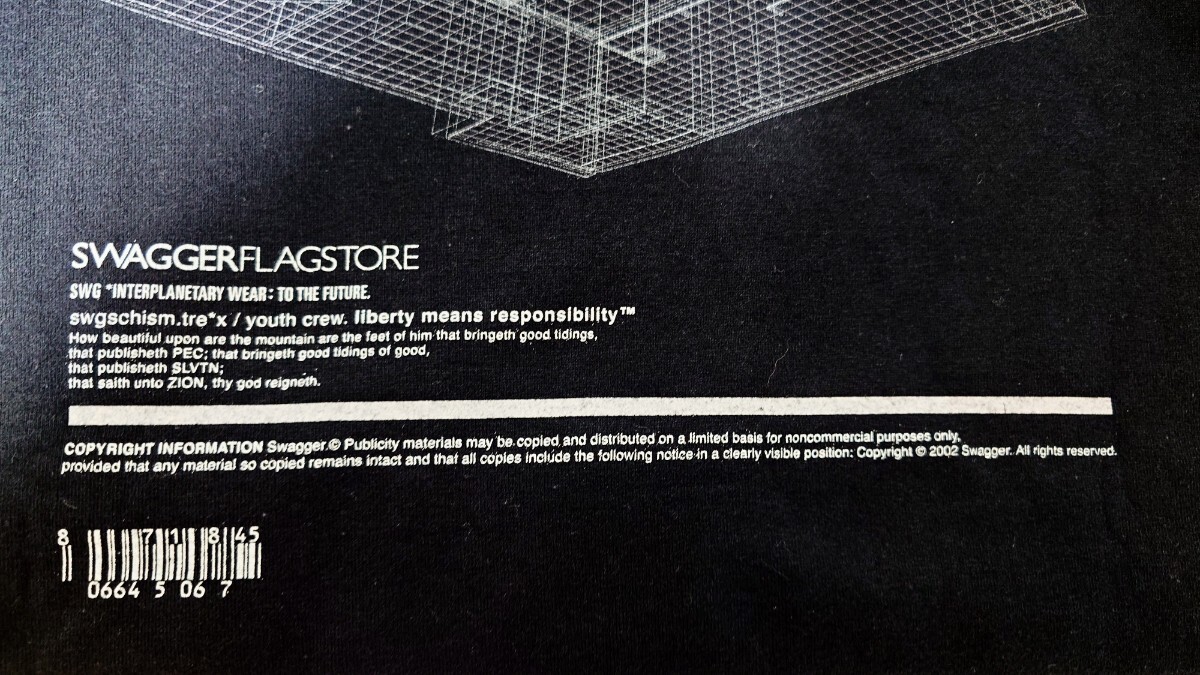 SWAGGERFLAGSTORE
SWG *INTERPLANETARY WEAR: TO THE FUTURE.
swgschism.tre*x / youth crew. liberty means responsibility™
How beautiful upon are the mountain are the feet of him that bringeth good tidings,
that publisheth PEC; that bringeth good tidings of good,
that publisheth SLVTN;
that saith unto ZION, thy god reigneth.
COPYRIGHT INFORMATION Swagger.© Publicity materials may be copied and distributed on a limited basis for noncommercial purposes only,
provided that any material so copied remains intact and that all copies include the following notice in a clearly visible position: Copyright © 2002 Swagger. All rights reserved.
8 71845
0664 5 06 7